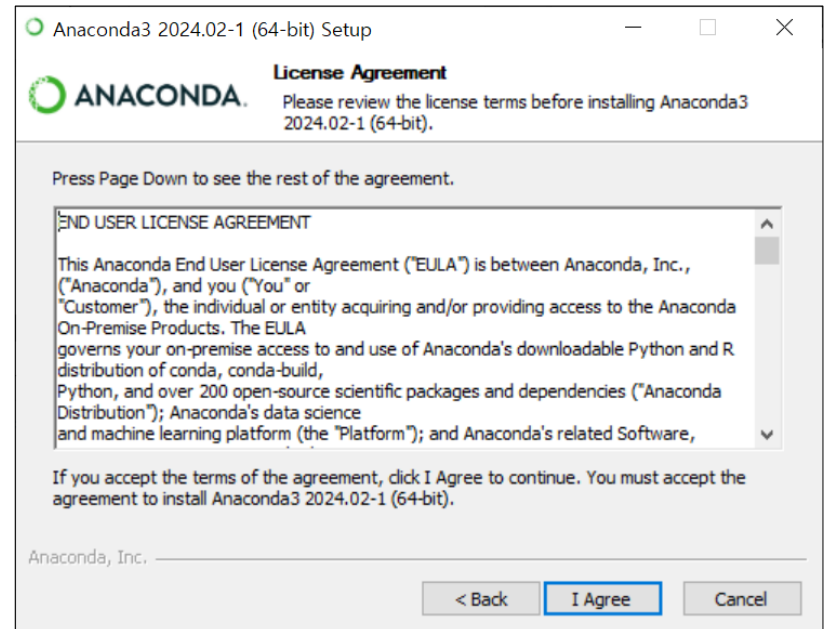 Anaconda3 2024.02-1 (64-bit) Setup
ANACONDA.
License Agreement
Please review the license terms before installing Anaconda3
2024.02-1 (64-bit).
Press Page Down to see the rest of the agreement.
END USER LICENSE AGREEMENT
This Anaconda End User License Agreement ("EULA") is between Anaconda, Inc.,
("Anaconda"), and you ("You" or
"Customer"), the individual or entity acquiring and/or providing access to the Anaconda
On-Premise Products. The EULA
governs your on-premise access to and use of Anaconda's downloadable Python and R
distribution of conda, conda-build,
Python, and over 200 open-source scientific packages and dependencies ("Anaconda
Distribution"); Anaconda's data science
and machine learning platform (the "Platform"); and Anaconda's related Software,
If you accept the terms of the agreement, click I Agree to continue. You must accept the
agreement to install Anaconda3 2024.02-1 (64-bit).
Anaconda, Inc.
< Back
I Agree
Cancel